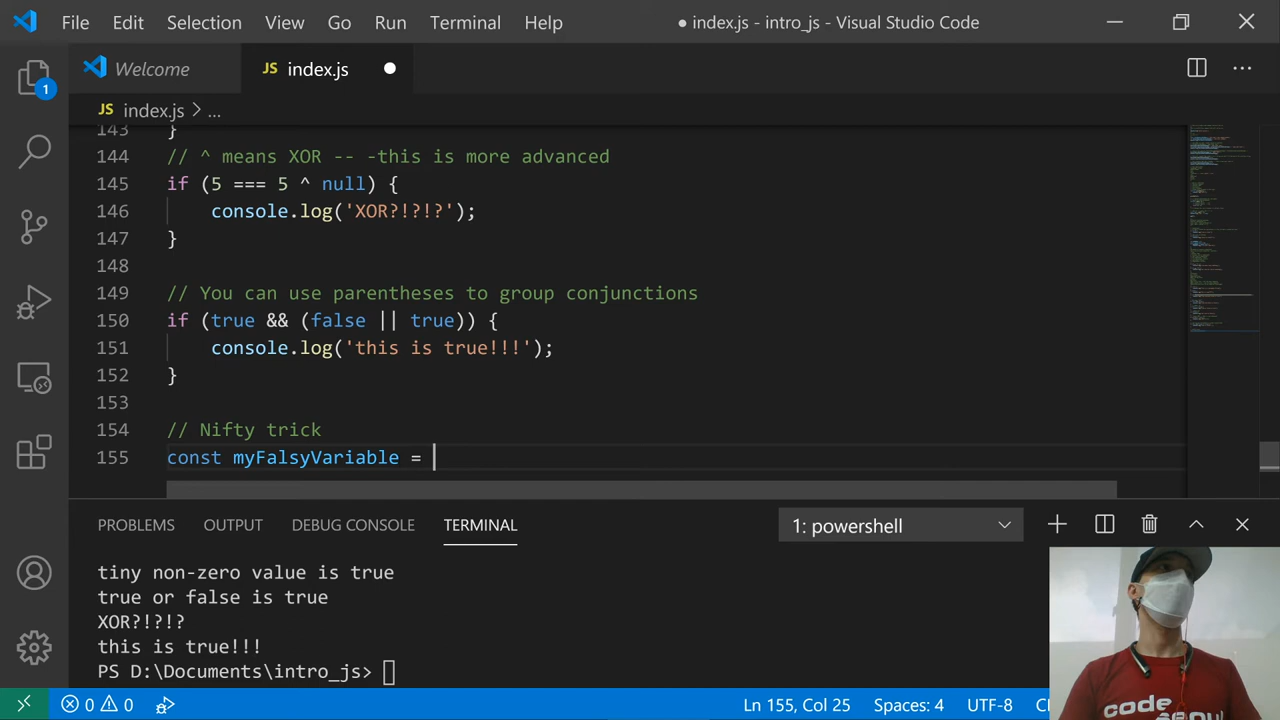 File Edit Selection View Go Run Terminal Help ● index.js - intro_js - Visual Studio Code
Welcome JS index.js
1
JS index.js > ...
143 }
144 // ^ means XOR -- -this is more advanced
145 if (5 === 5 ^ null) {
146 console.log('XOR?!?!?');
147 }
148
149 // You can use parentheses to group conjunctions
150 if (true && (false || true)) {
151 console.log('this is true!!!');
152 }
153
154 // Nifty trick
155 const myFalsyVariable =
PROBLEMS OUTPUT DEBUG CONSOLE TERMINAL 1: powershell
tiny non-zero value is true
true or false is true
XOR?!?!?
this is true!!!
PS D:\Documents\intro_js>
0 0 Ln 155, Col 25 Spaces: 4 UTF-8
code